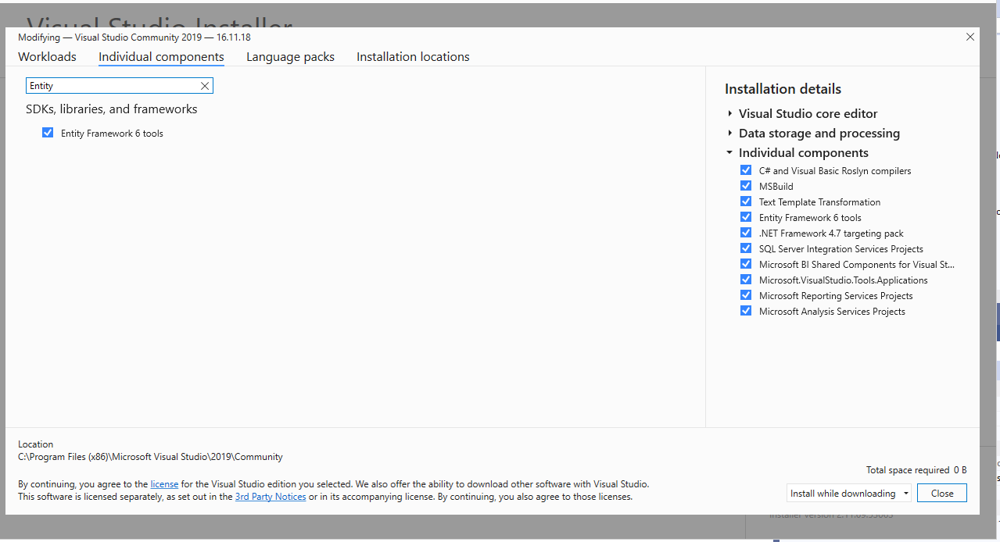 Visual Studio Installer
Modifying — Visual Studio Community 2019 — 16.11.18
Workloads Individual components Language packs Installation locations
Entity
SDKs, libraries, and frameworks
Entity Framework 6 tools
Installation details
Visual Studio core editor
Data storage and processing
Individual components
C# and Visual Basic Roslyn compilers
MSBuild
Text Template Transformation
Entity Framework 6 tools
.NET Framework 4.7 targeting pack
SQL Server Integration Services Projects
Microsoft BI Shared Components for Visual St...
Microsoft.VisualStudio.Tools.Applications
Microsoft Reporting Services Projects
Microsoft Analysis Services Projects
Location
C:\Program Files (x86)\Microsoft Visual Studio\2019\Community
By continuing, you agree to the license for the Visual Studio edition you selected. We also offer the ability to download other software with Visual Studio.
This software is licensed separately, as set out in the 3rd Party Notices or in its accompanying license. By continuing, you also agree to those licenses.
Total space required 0 B
Install while downloading
Close
Installer version